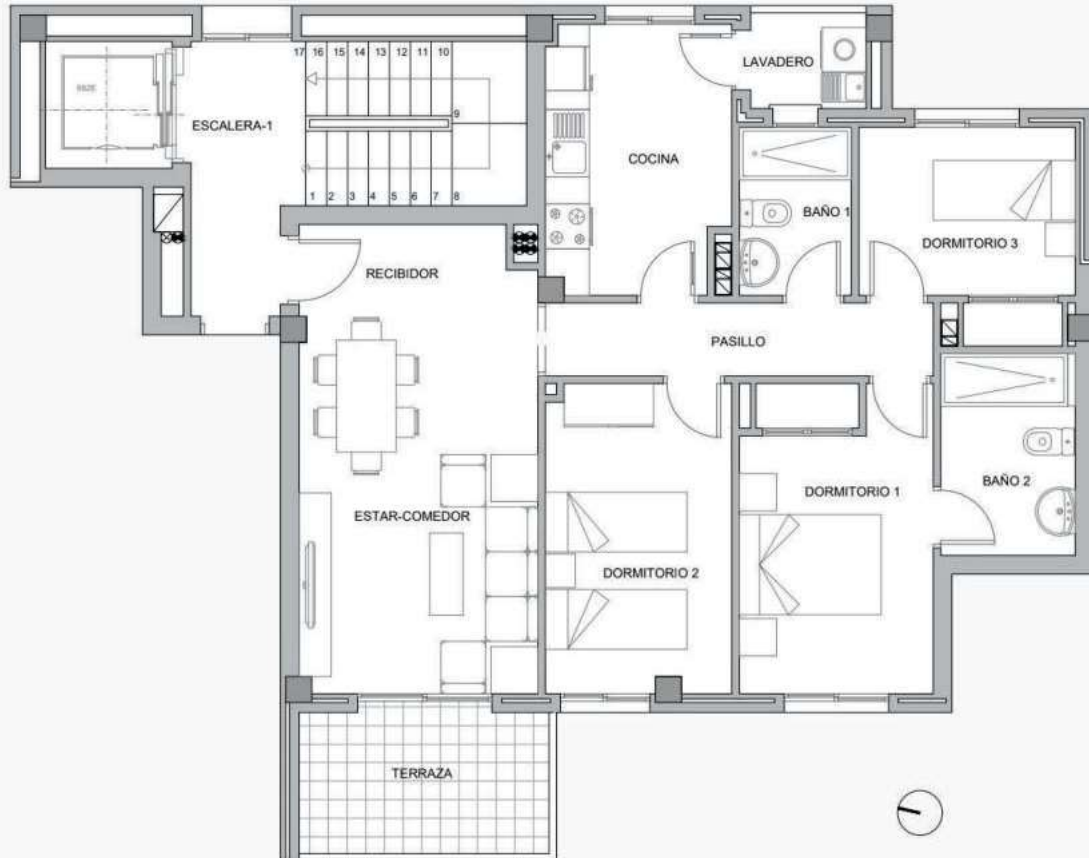 17 16 15 14 13 12 11 10
LAVADERO
ESCALERA-1
9
COCINA
1 2 3 4 5 6 7 8
BAÑO 1
DORMITORIO 3
RECIBIDOR
PASILLO
BAÑO 2
DORMITORIO 1
ESTAR-COMEDOR
DORMITORIO 2
TERRAZA